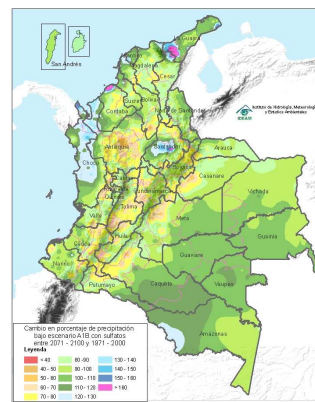 San Andrés
La Guajira
Magdalena
Cesar
Sucre
Bolívar
Córdoba
Norte de Santander
Instituto de Hidrología, Meteorología
y Estudios Ambientales
IDEAM
Antioquia
Santander
Arauca
Chocó
Boyacá
Casanare
Vichada
Cundinamarca
Tolima
Valle
Meta
Guainía
Huila
Cauca
Guaviare
Nariño
Vaupés
Putumayo
Caquetá
Amazonas
Cambio en porcentaje de precipitación
bajo escenario A1B con sulfatos
entre 2071 - 2100 y 1971 - 2000
Leyenda
< 40 80 - 90 130 - 140
40 - 50 90 - 100 140 - 150
50 - 60 100 - 110 150 - 160
60 - 70 110 - 120 > 160
70 - 80 120 - 130